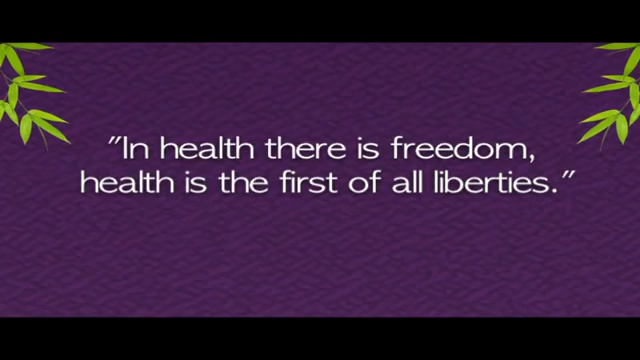 "In health there is freedom,
health is the first of all liberties."